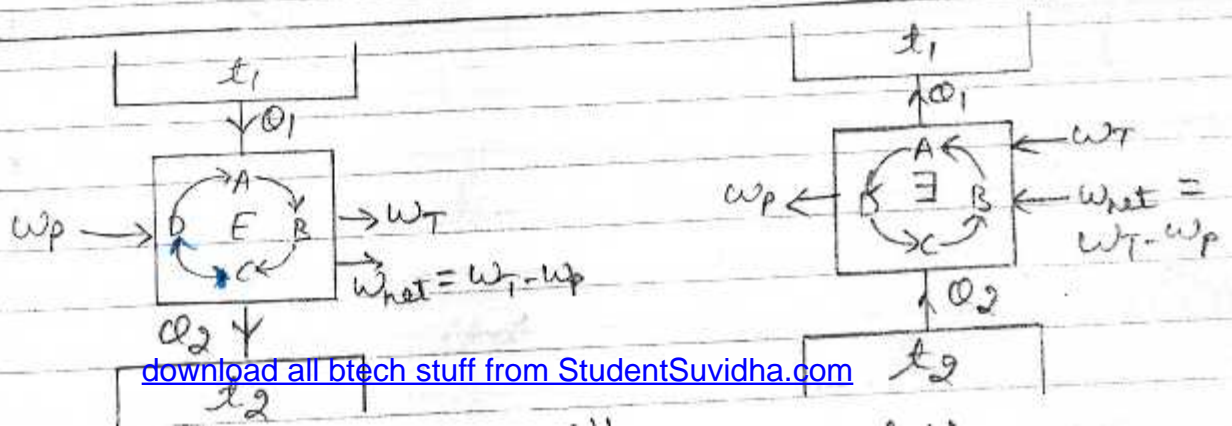 t1 t1
Q1 Q1
A A
WP D E B WT WP B WT
C C Wnet =
Wnet = WT - WP WT - WP
Q2 Q2
download all btech stuff from StudentSuvidha.com
t2 t2